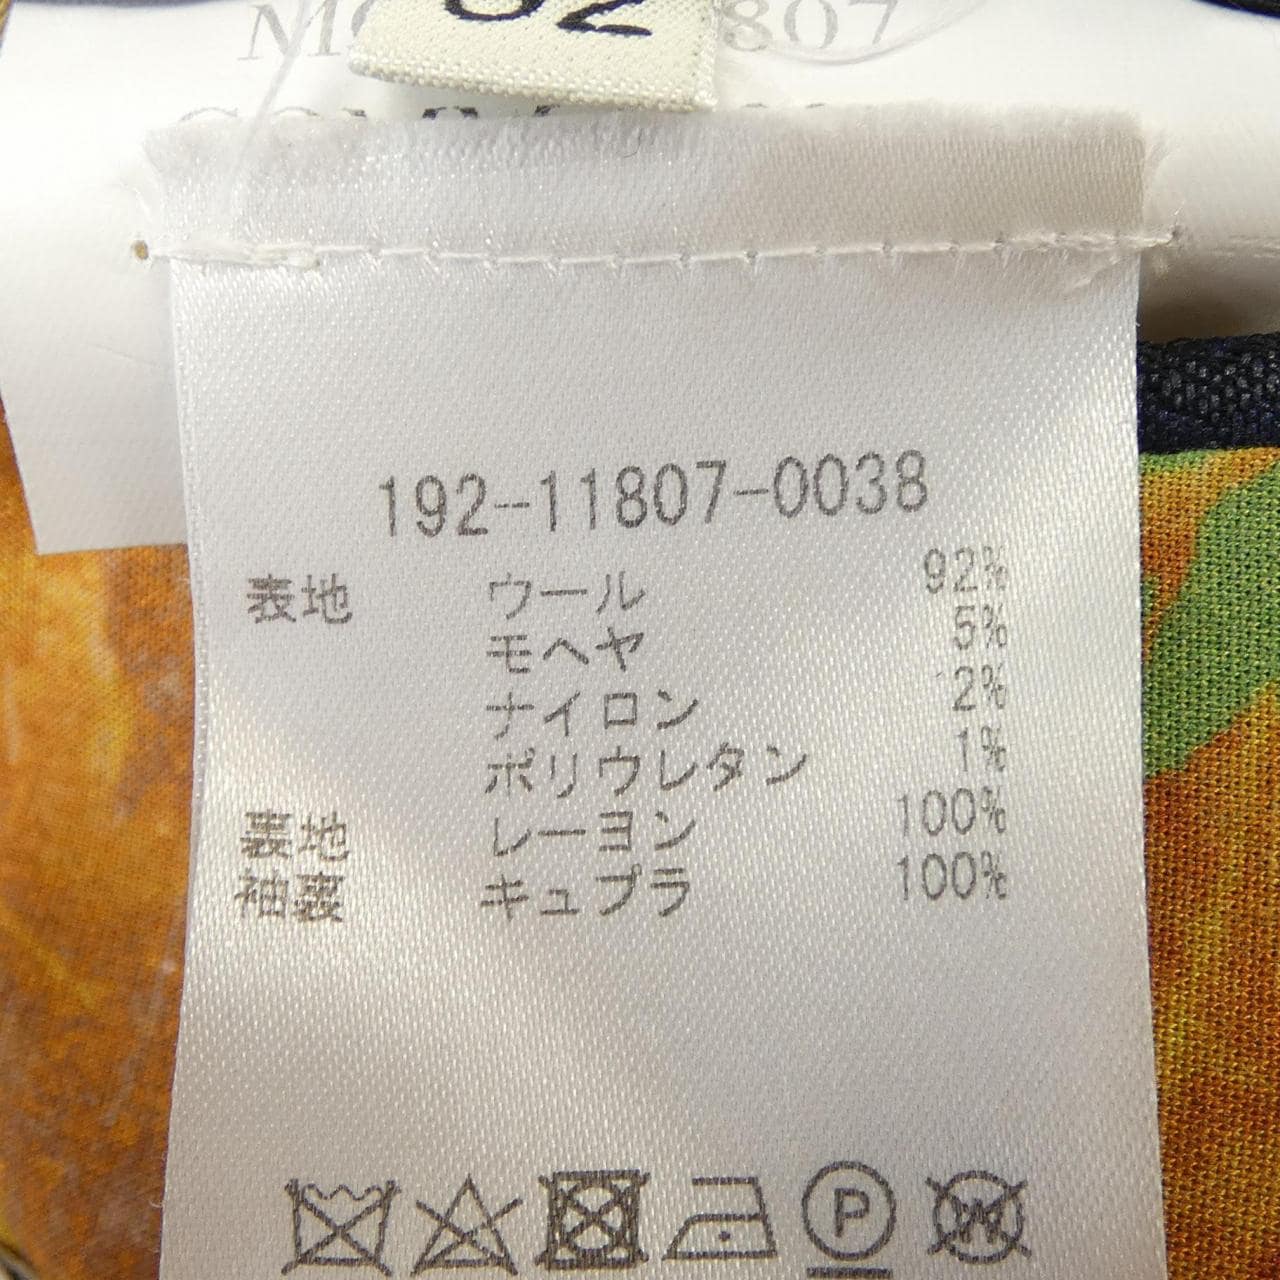 807
192-11807-0038
表地 ウール 92%
モヘヤ 5%
ナイロン 2%
ポリウレタン 1%
裏地 レーヨン 100%
袖裏 キュプラ 100%
P
W